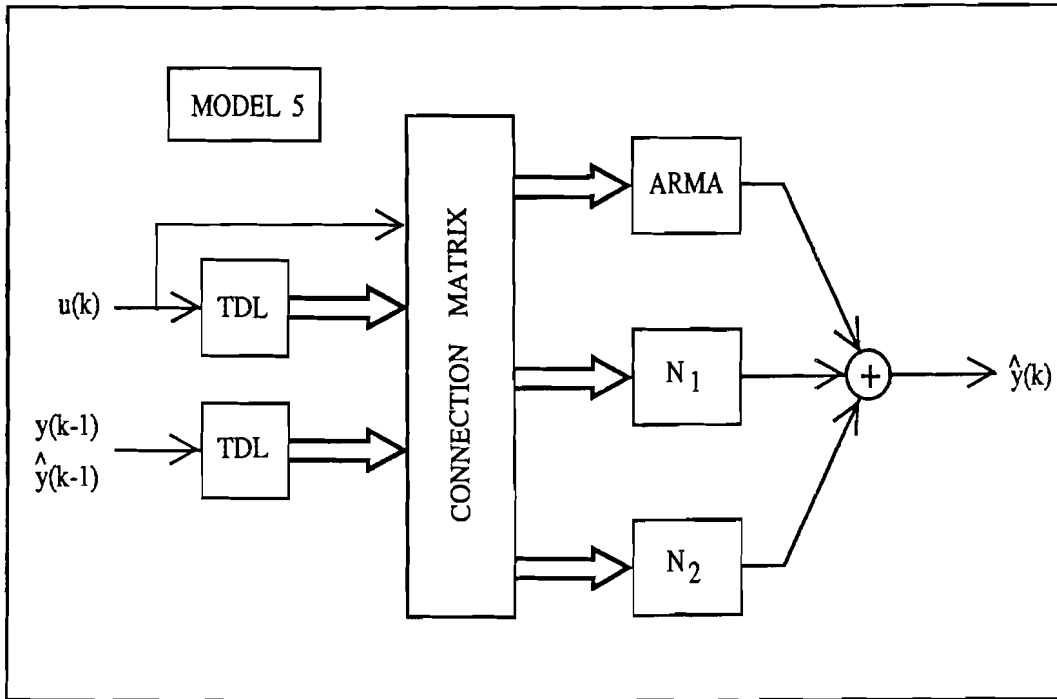 MODEL 5
CONNECTION MATRIX
ARMA
u(k)
TDL
N1
+
ŷ(k)
y(k-1)
ŷ(k-1)
TDL
N2